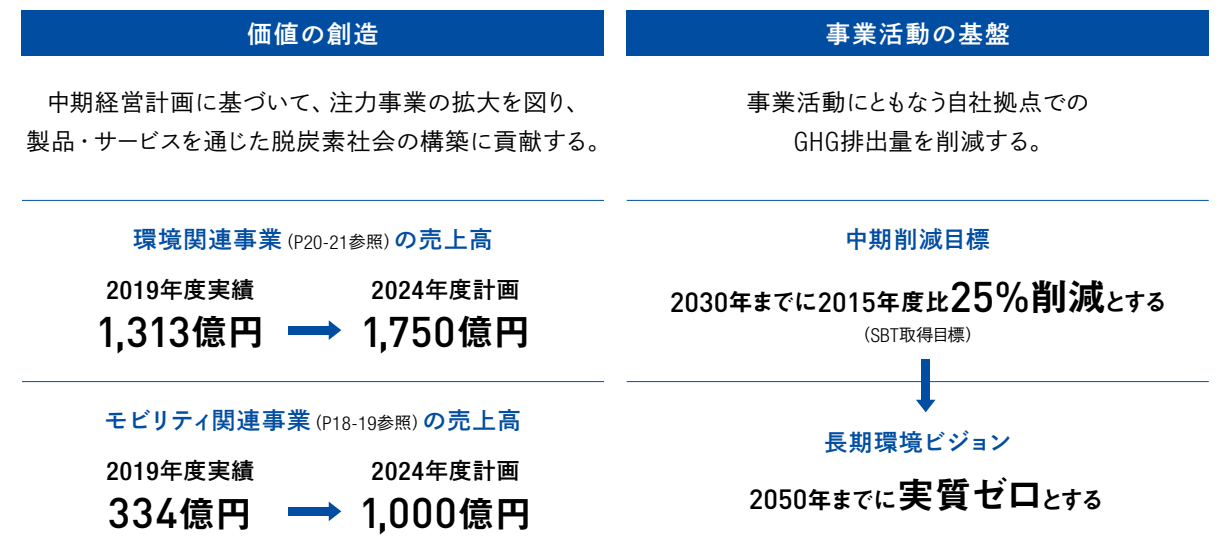 価値の創造
中期経営計画に基づいて、注力事業の拡大を図り、
製品・サービスを通じた脱炭素社会の構築に貢献する。
環境関連事業(P20-21参照)の売上高
2019年度実績
2024年度計画
1,313億円
1,750億円
モビリティ関連事業(P18-19参照)の売上高
2019年度実績
2024年度計画
334億円
1,000億円
事業活動の基盤
事業活動にともなう自社拠点での
GHG排出量を削減する。
中期削減目標
2030年までに2015年度比25%削減とする
(SBT取得目標)
長期環境ビジョン
2050年までに実質ゼロとする